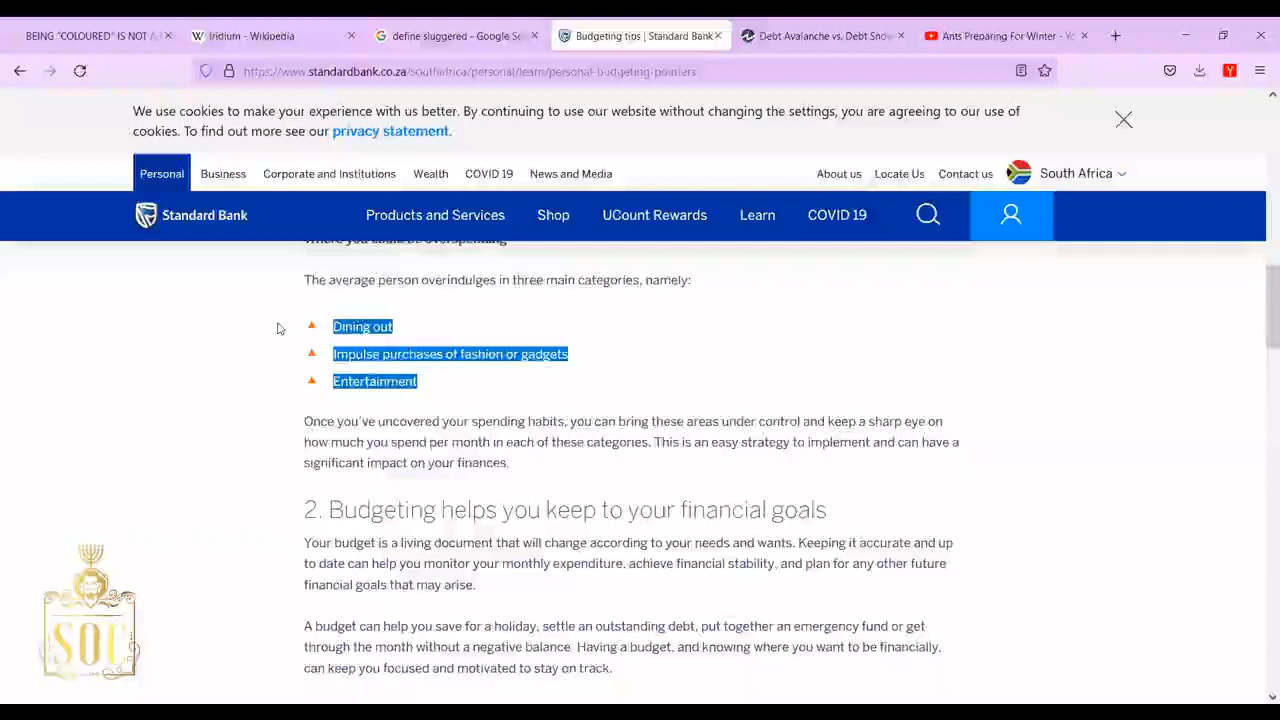 BEING "COLOURED" IS NOT A
Iridium - Wikipedia
define sluggered - Google Se
Budgeting tips | Standard Bank
Debt Avalanche vs. Debt Snow
Ants Preparing For Winter - Yo
https://www.standardbank.co.za/southafrica/personal/learn/personal-budgeting-pointers
We use cookies to make your experience with us better. By continuing to use our website without changing the settings, you are agreeing to our use of
cookies. To find out more see our privacy statement.
Personal Business Corporate and Institutions Wealth COVID 19 News and Media About us Locate Us Contact us South Africa
Standard Bank Products and Services Shop UCount Rewards Learn COVID 19
Where you could be overspending
The average person overindulges in three main categories, namely:
Dining out
Impulse purchases of fashion or gadgets
Entertainment
Once you've uncovered your spending habits, you can bring these areas under control and keep a sharp eye on
how much you spend per month in each of these categories. This is an easy strategy to implement and can have a
significant impact on your finances.
2. Budgeting helps you keep to your financial goals
Your budget is a living document that will change according to your needs and wants. Keeping it accurate and up
to date can help you monitor your monthly expenditure, achieve financial stability, and plan for any other future
financial goals that may arise.
A budget can help you save for a holiday, settle an outstanding debt, put together an emergency fund or get
through the month without a negative balance. Having a budget, and knowing where you want to be financially,
can keep you focused and motivated to stay on track.
SOC